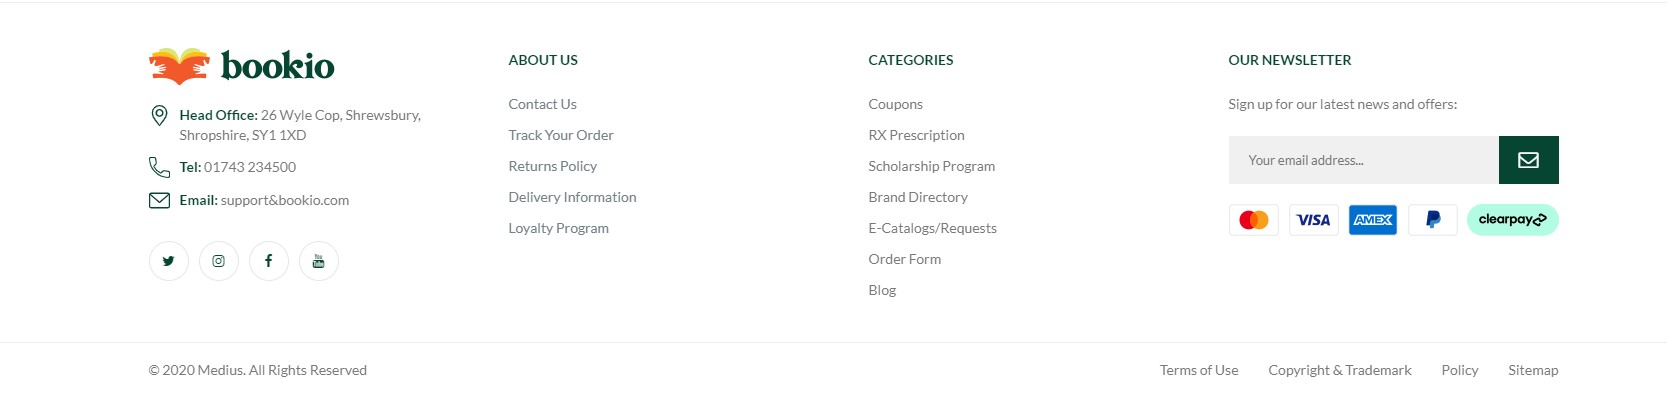 bookio
Head Office: 26 Wyle Cop, Shrewsbury,
Shropshire, SY1 1XD
Tel: 01743 234500
Email: support@bookio.com
You
Tube
ABOUT US
Contact Us
Track Your Order
Returns Policy
Delivery Information
Loyalty Program
CATEGORIES
Coupons
RX Prescription
Scholarship Program
Brand Directory
E-Catalogs/Requests
Order Form
Blog
OUR NEWSLETTER
Sign up for our latest news and offers:
Your email address...
VISA
AMEX
clearpay
© 2020 Medius. All Rights Reserved
Terms of Use
Copyright & Trademark
Policy
Sitemap